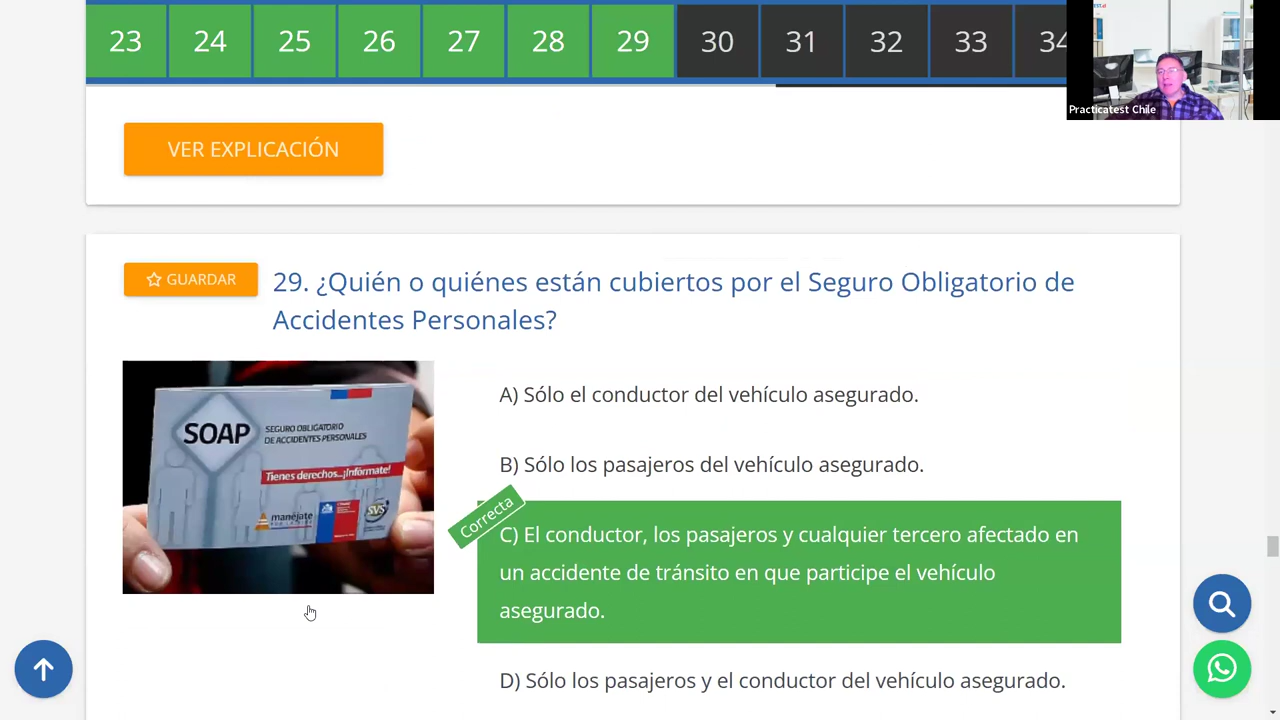 23 24 25 26 27 28 29 30 31 32 33 34
Practicatest Chile
VER EXPLICACIÓN
GUARDAR
29. ¿Quién o quiénes están cubiertos por el Seguro Obligatorio de
Accidentes Personales?
SOAP
SEGURO OBLIGATORIO
DE ACCIDENTES PERSONALES
Tienes derechos...¡Infórmate!
manéjate
SVS
A) Sólo el conductor del vehículo asegurado.
B) Sólo los pasajeros del vehículo asegurado.
Correcta
C) El conductor, los pasajeros y cualquier tercero afectado en
un accidente de tránsito en que participe el vehículo
asegurado.
D) Sólo los pasajeros y el conductor del vehículo asegurado.